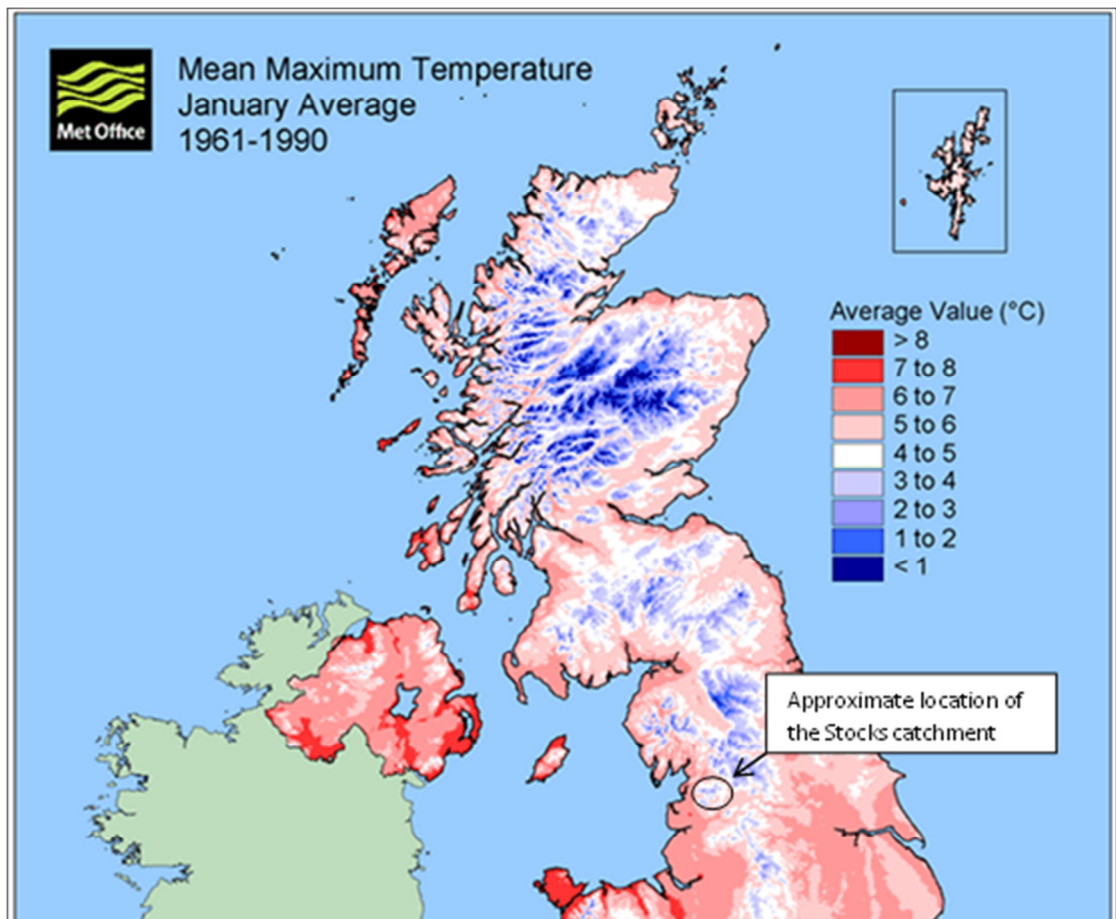 Met Office
Mean Maximum Temperature
January Average
1961-1990
Average Value (°C)
> 8
7 to 8
6 to 7
5 to 6
4 to 5
3 to 4
2 to 3
1 to 2
< 1
Approximate location of
the Stocks catchment